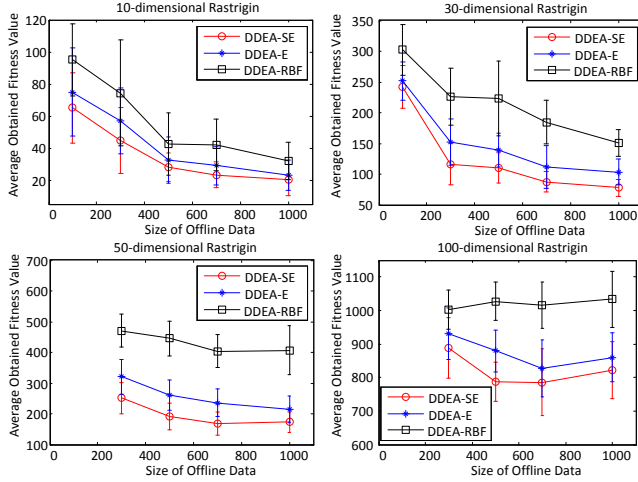 10-dimensional Rastrigin
Average Obtained Fitness Value
120
100
80
60
40
20
0
200
400
600
800
1000
Size of Offline Data
DDEA-SE
DDEA-E
DDEA-RBF
30-dimensional Rastrigin
Average Obtained Fitness Value
350
300
250
200
150
100
50
0
200
400
600
800
1000
Size of Offline Data
DDEA-SE
DDEA-E
DDEA-RBF
50-dimensional Rastrigin
Average Obtained Fitness Value
700
600
500
400
300
200
100
0
200
400
600
800
1000
Size of Offline Data
DDEA-SE
DDEA-E
DDEA-RBF
100-dimensional Rastrigin
Average Obtained Fitness Value
1100
1000
900
800
700
600
0
200
400
600
800
1000
Size of Offline Data
DDEA-SE
DDEA-E
DDEA-RBF